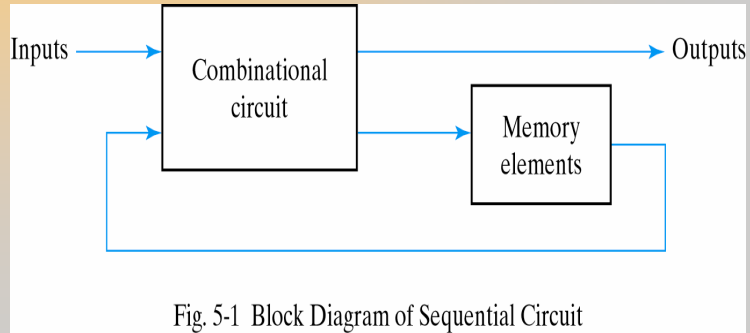 Inputs
Combinational
circuit
Outputs
Memory
elements
Fig. 5-1 Block Diagram of Sequential Circuit